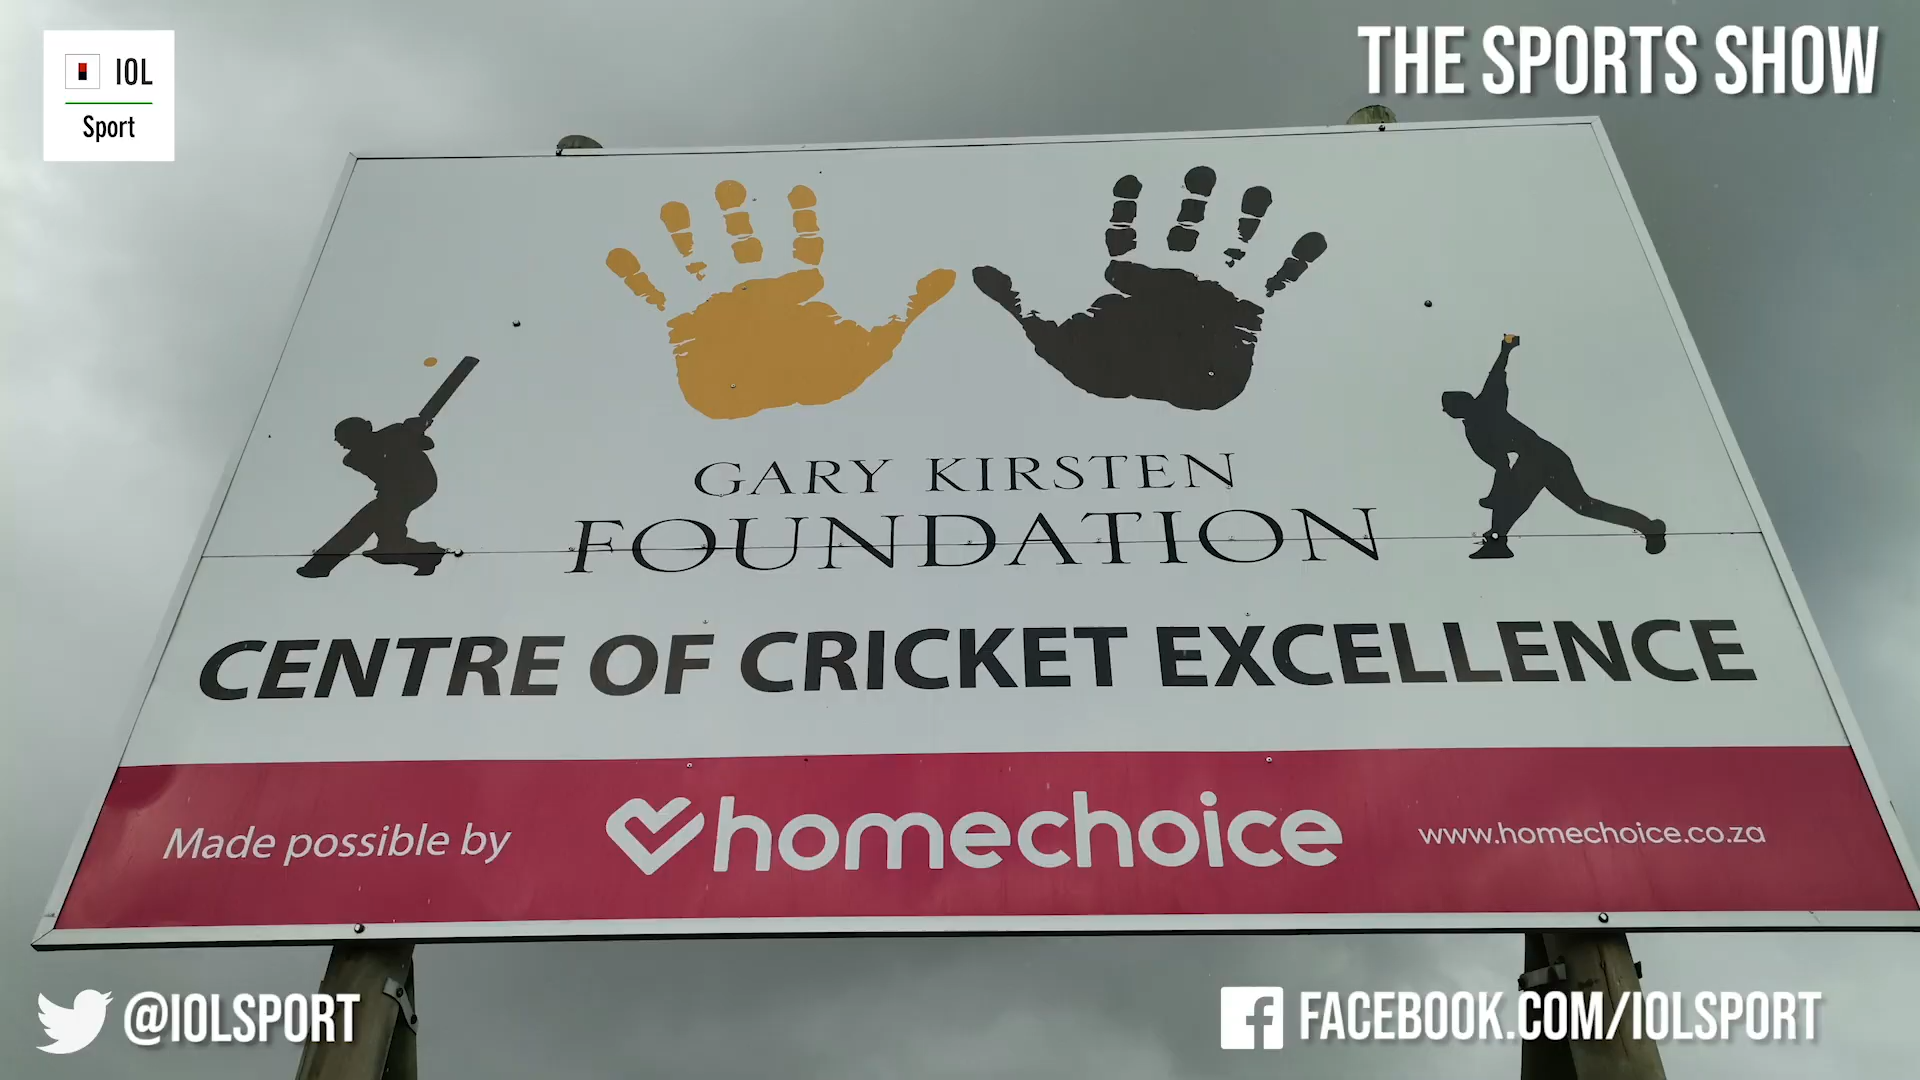 IOL
Sport
THE SPORTS SHOW
GARY KIRSTEN
FOUNDATION
CENTRE OF CRICKET EXCELLENCE
Made possible by
homechoice
www.homechoice.co.za
@IOLSPORT
FACEBOOK.COM/IOLSPORT